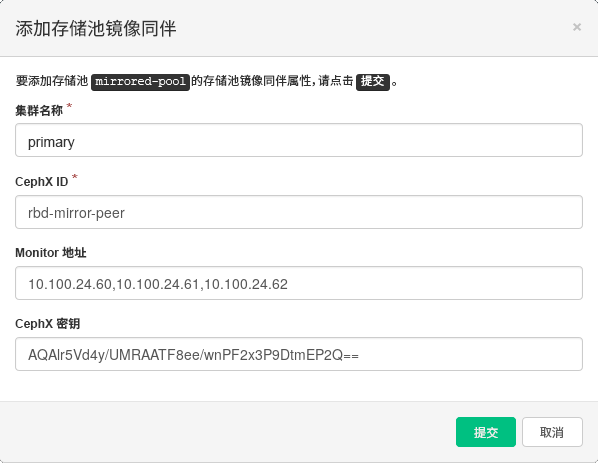 添加存储池镜像同伴 ×
要添加存储池 mirrored-pool 的存储池镜像同伴属性,请点击 提交 。
集群名称 *
primary
CephX ID *
rbd-mirror-peer
Monitor 地址
10.100.24.60,10.100.24.61,10.100.24.62
CephX 密钥
AQAlr5Vd4y/UMRAATF8ee/wnPF2x3P9DtmEP2Q==
提交 取消